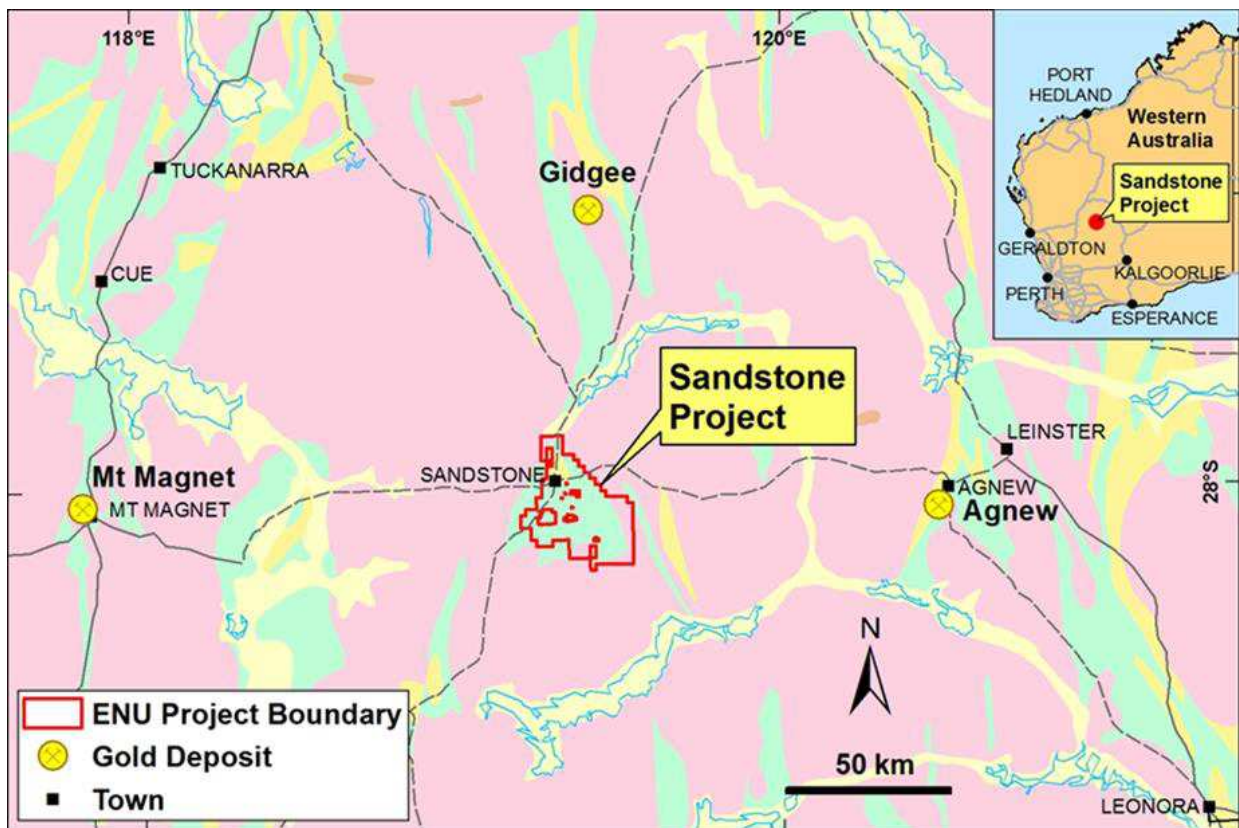 118°E
120°E
TUCKANARRA
Gidgee
CUE
Sandstone
Project
LEINSTER
28°S
SANDSTONE
Mt Magnet
MT MAGNET
AGNEW
Agnew
N
ENU Project Boundary
Gold Deposit
Town
50 km
LEONORA
PORT
HEDLAND
Western
Australia
Sandstone
Project
GERALDTON
KALGOORLIE
PERTH
ESPERANCE